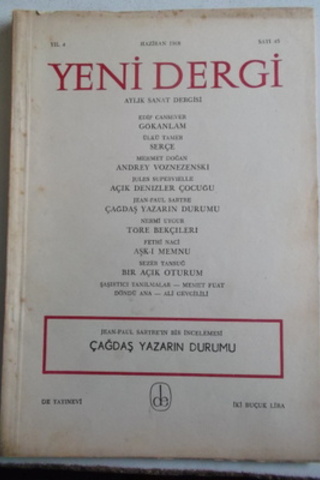 YIL 4 HAZİRAN 1968 SAYI 45
YENİ DERGİ
AYLIK SANAT DERGİSİ
EDİP CANSEVER
GÖKANLAM
ÜLKÜ TAMER
SERÇE
MEHMET DOĞAN
ANDREY VOZNEZENSKI
JULES SUPERVIELLE
AÇIK DENİZLER ÇOCUĞU
JEAN-PAUL SARTRE
ÇAĞDAŞ YAZARIN DURUMU
NERMİ UYGUR
TÖRE BEKÇİLERİ
FETHİ NACİ
AŞK-I MEMNU
SEZER TANSUĞ
BİR AÇIK OTURUM
ŞAŞIRTICI YANILMALAR — MEMET FUAT
DÖNDÜ ANA — ALİ GEVGİLİLİ
JEAN-PAUL SARTRE'IN BİR İNCELEMESİ
ÇAĞDAŞ YAZARIN DURUMU
DE YAYINEVİ de İKİ BUÇUK LİRA